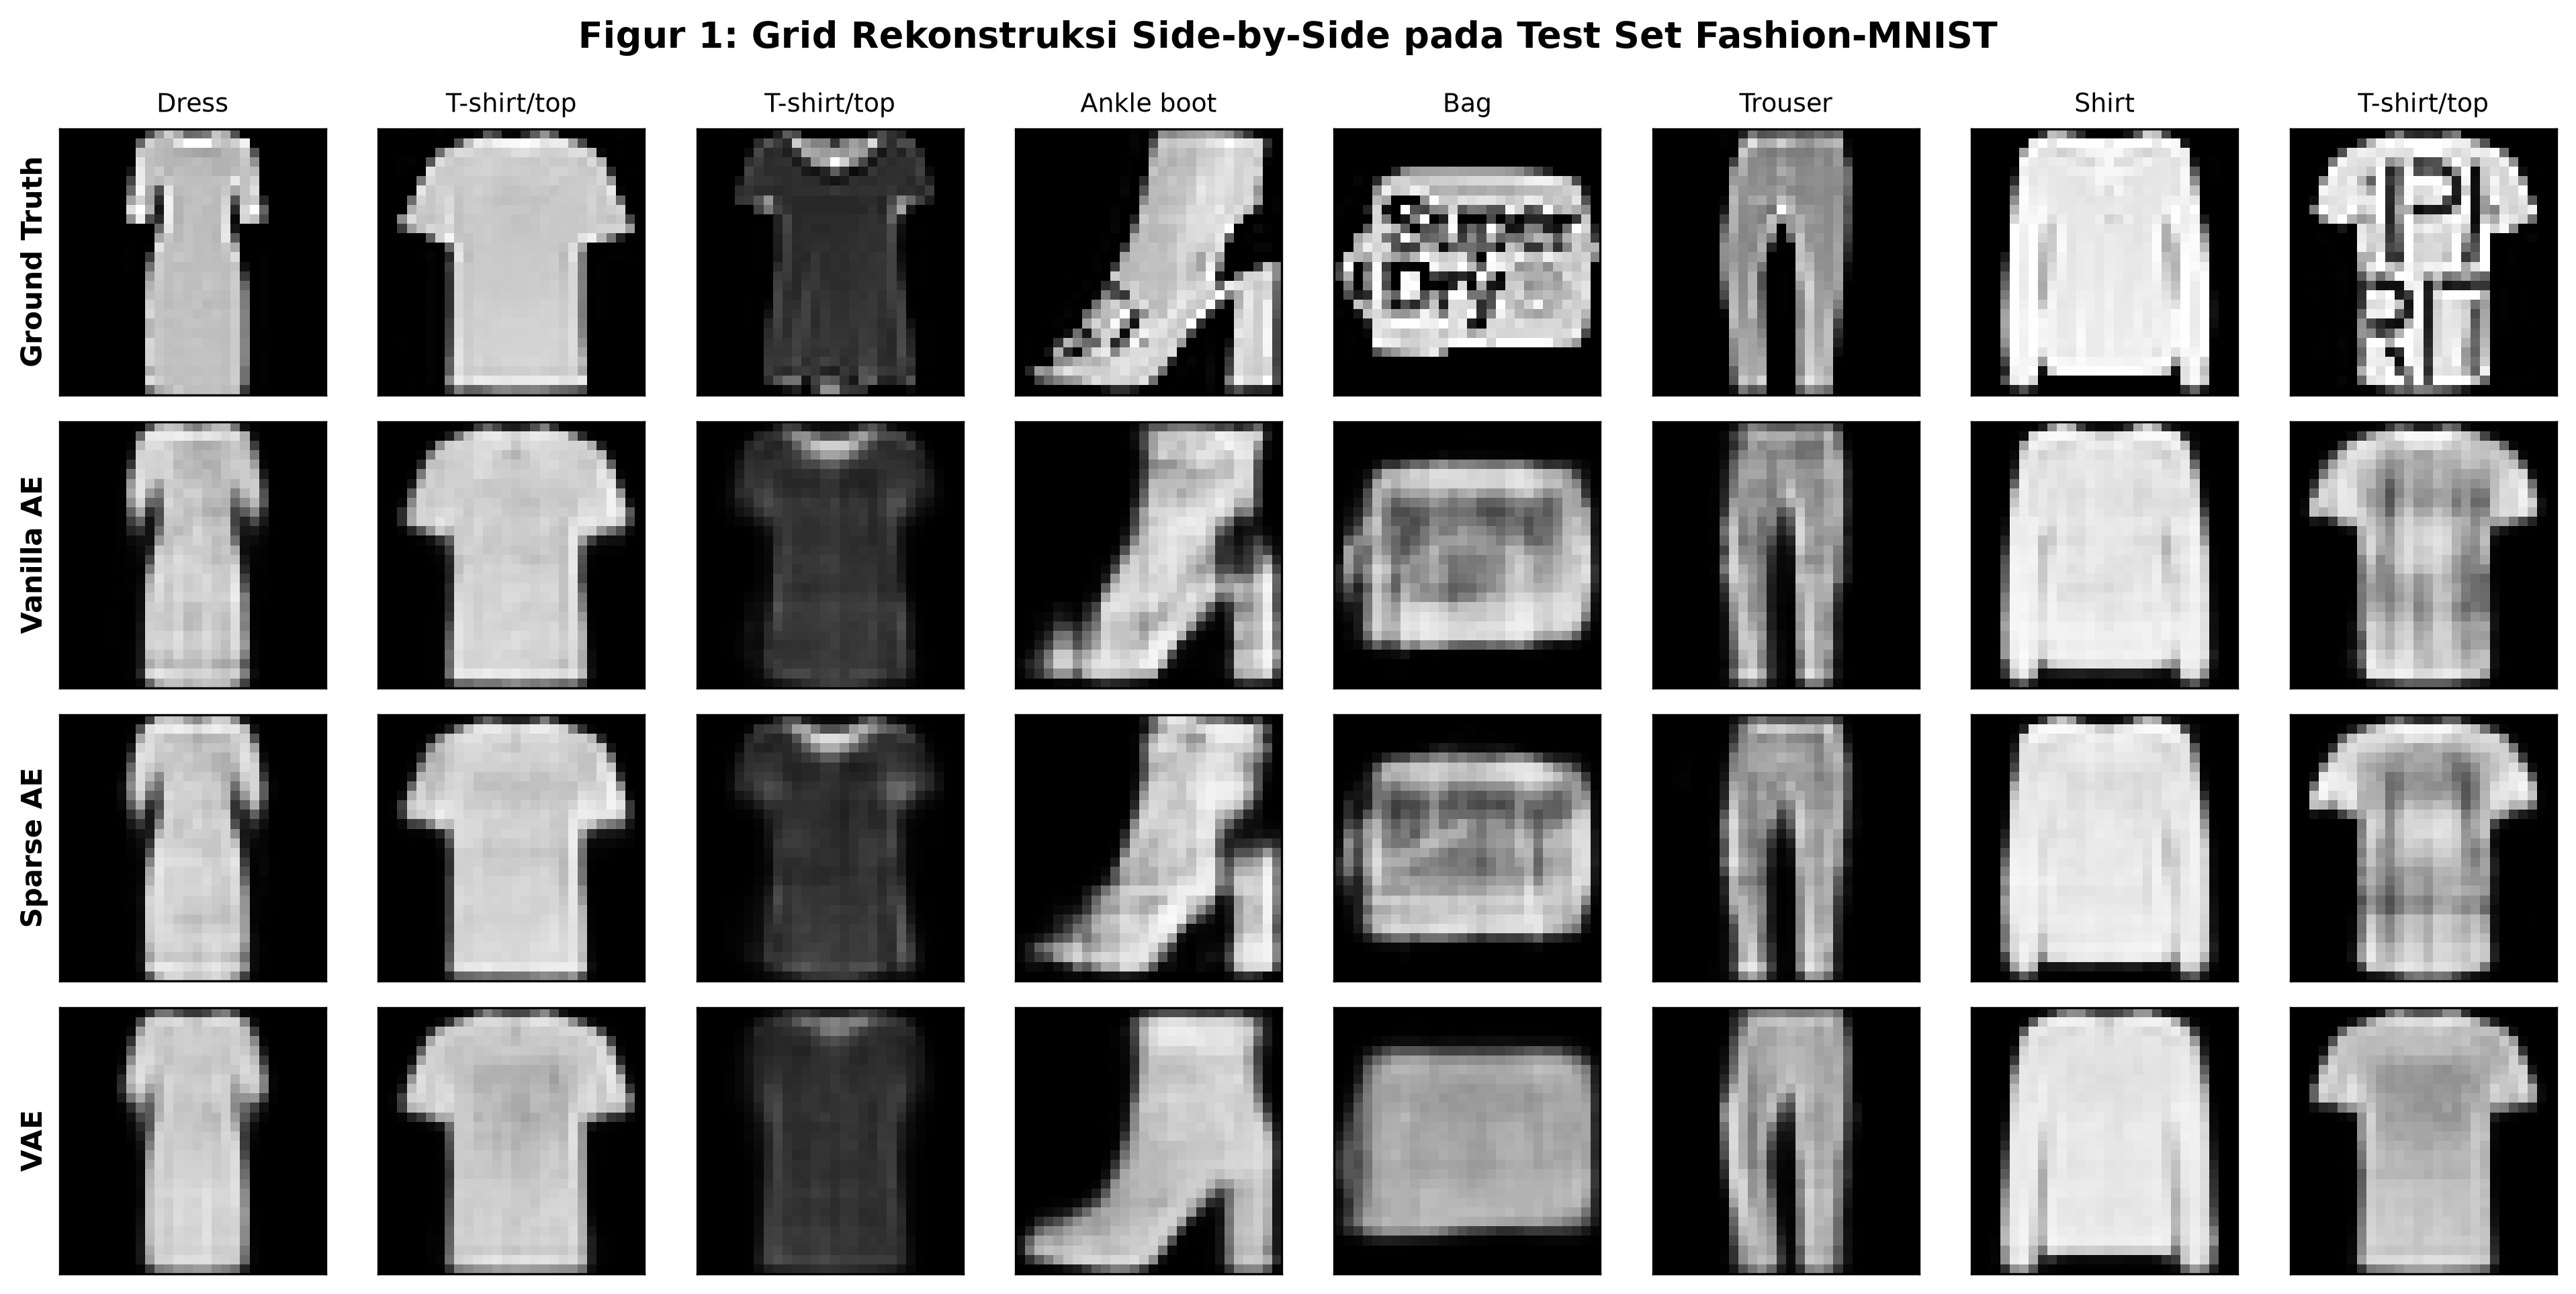 Figur 1: Grid Rekonstruksi Side-by-Side pada Test Set Fashion-MNIST
Dress T-shirt/top T-shirt/top Ankle boot Bag Trouser Shirt T-shirt/top
Ground Truth
Super
Dry
Vanilla AE
Sparse AE
VAE